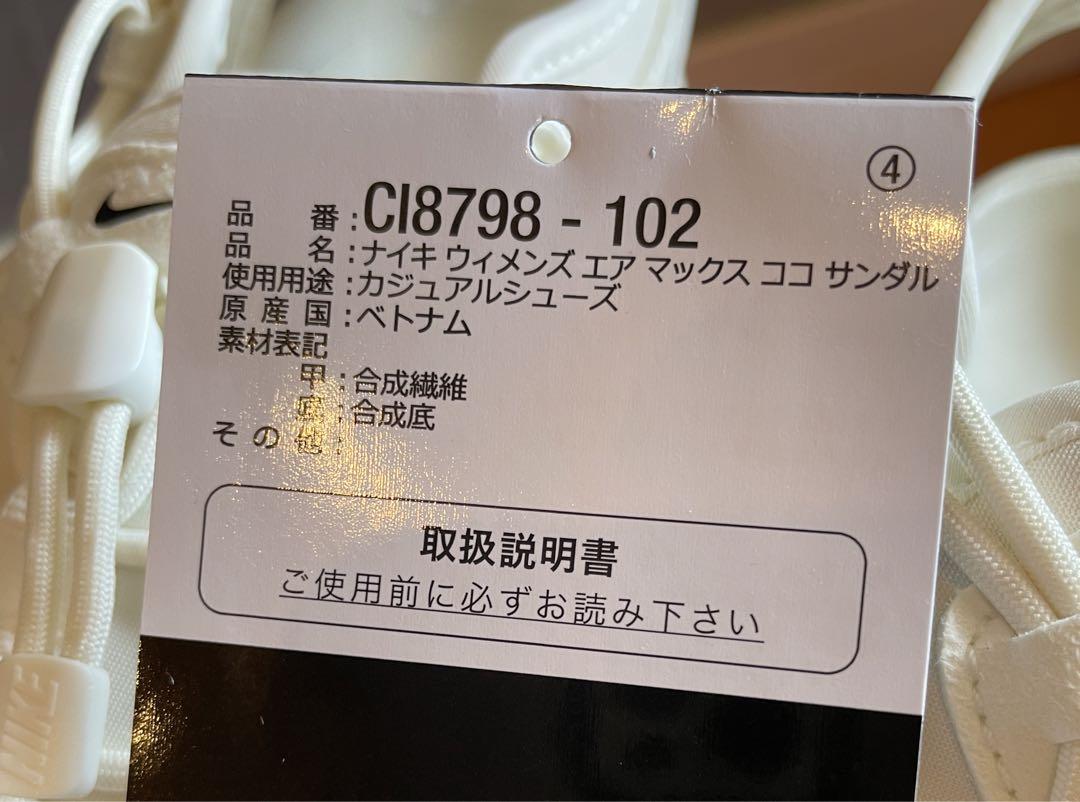 ④
品 番:CI8798 - 102
品 名:ナイキ ウィメンズ エア マックス ココ サンダル
使用用途:カジュアルシューズ
原産国:ベトナム
素材表記
甲:合成繊維
底:合成底
その他:
取扱説明書
ご使用前に必ずお読み下さい
NIKE